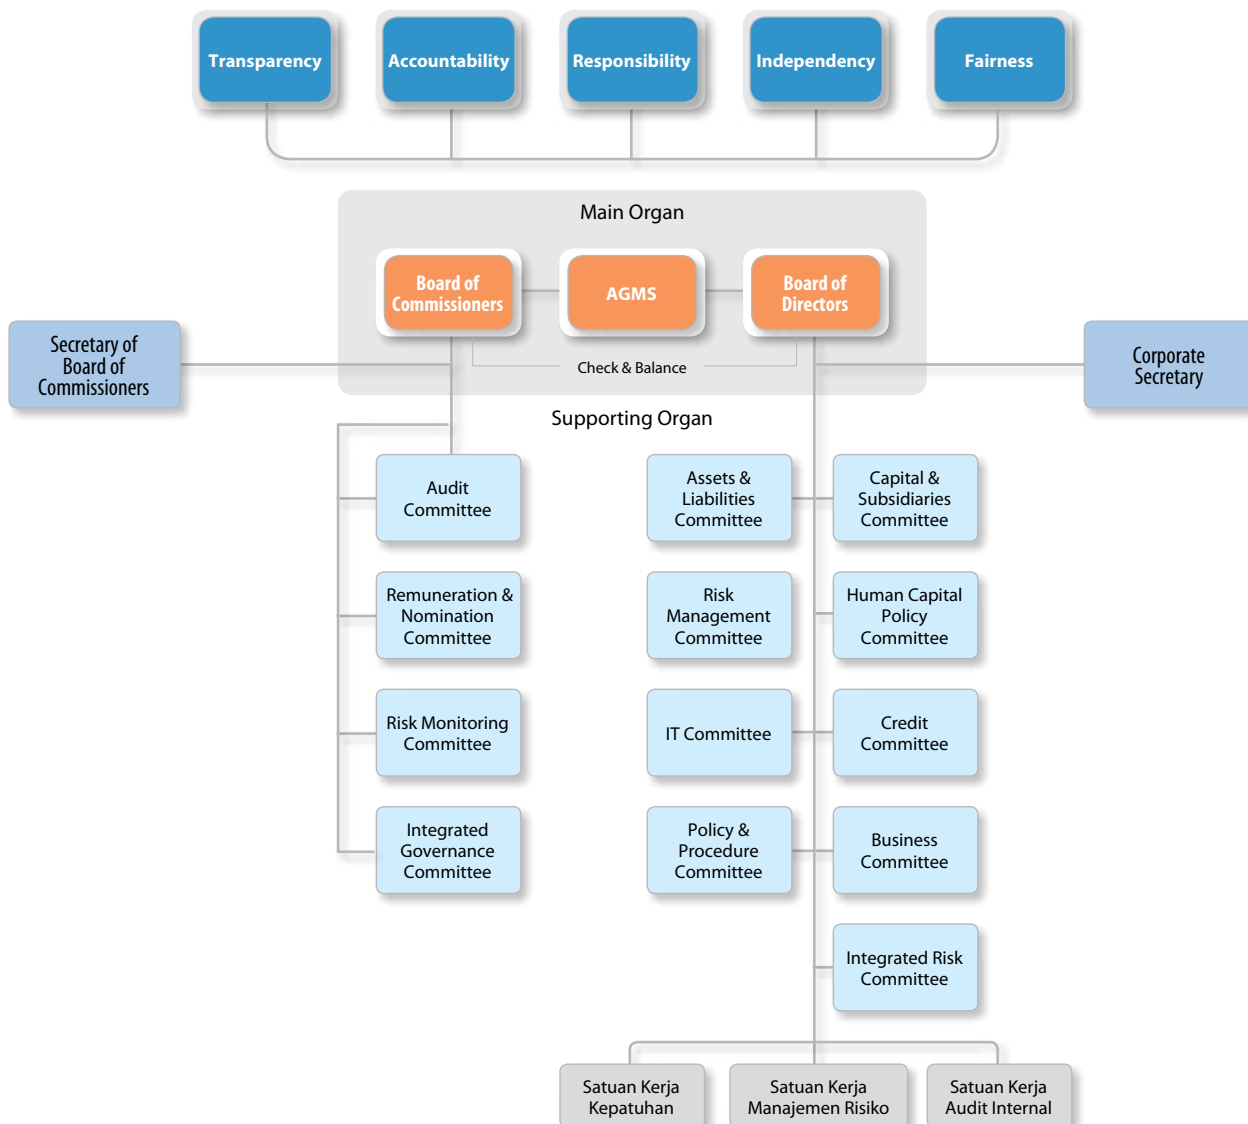 Transparency
Accountability
Responsibility
Independency
Fairness
Main Organ
Board of
Commissioners
AGMS
Board of
Directors
Check & Balance
Secretary of
Board of
Commissioners
Corporate
Secretary
Supporting Organ
Audit
Committee
Assets &
Liabilities
Committee
Capital &
Subsidiaries
Committee
Remuneration &
Nomination
Committee
Risk
Management
Committee
Human Capital
Policy
Committee
Risk Monitoring
Committee
IT Committee
Credit
Committee
Integrated
Governance
Committee
Policy &
Procedure
Committee
Business
Committee
Integrated Risk
Committee
Satuan Kerja
Kepatuhan
Satuan Kerja
Manajemen Risiko
Satuan Kerja
Audit Internal